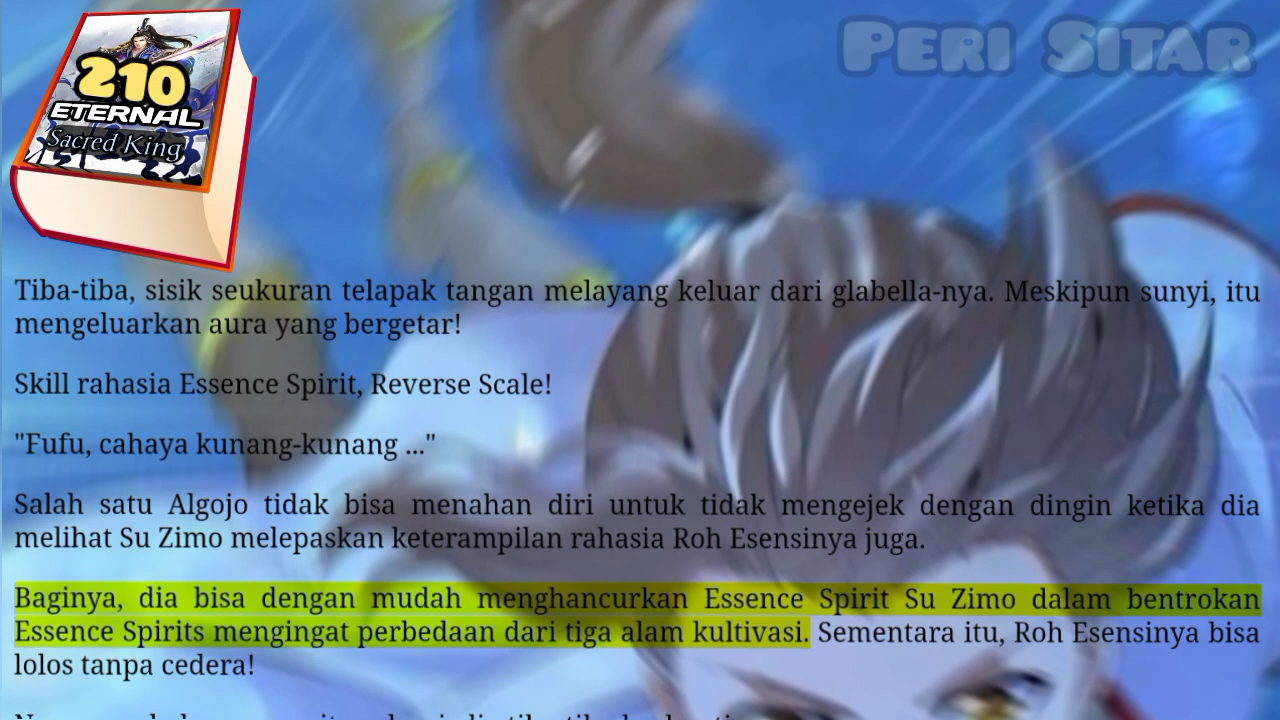 PERI SITAR
210
ETERNAL
Sacred King
Tiba-tiba, sisik seukuran telapak tangan melayang keluar dari glabella-nya. Meskipun sunyi, itu
mengeluarkan aura yang bergetar!
Skill rahasia Essence Spirit, Reverse Scale!
"Fufu, cahaya kunang-kunang ..."
Salah satu Algojo tidak bisa menahan diri untuk tidak mengejek dengan dingin ketika dia
melihat Su Zimo melepaskan keterampilan rahasia Roh Esensinya juga.
Baginya, dia bisa dengan mudah menghancurkan Essence Spirit Su Zimo dalam bentrokan
Essence Spirits mengingat perbedaan dari tiga alam kultivasi. Sementara itu, Roh Esensinya bisa
lolos tanpa cedera!